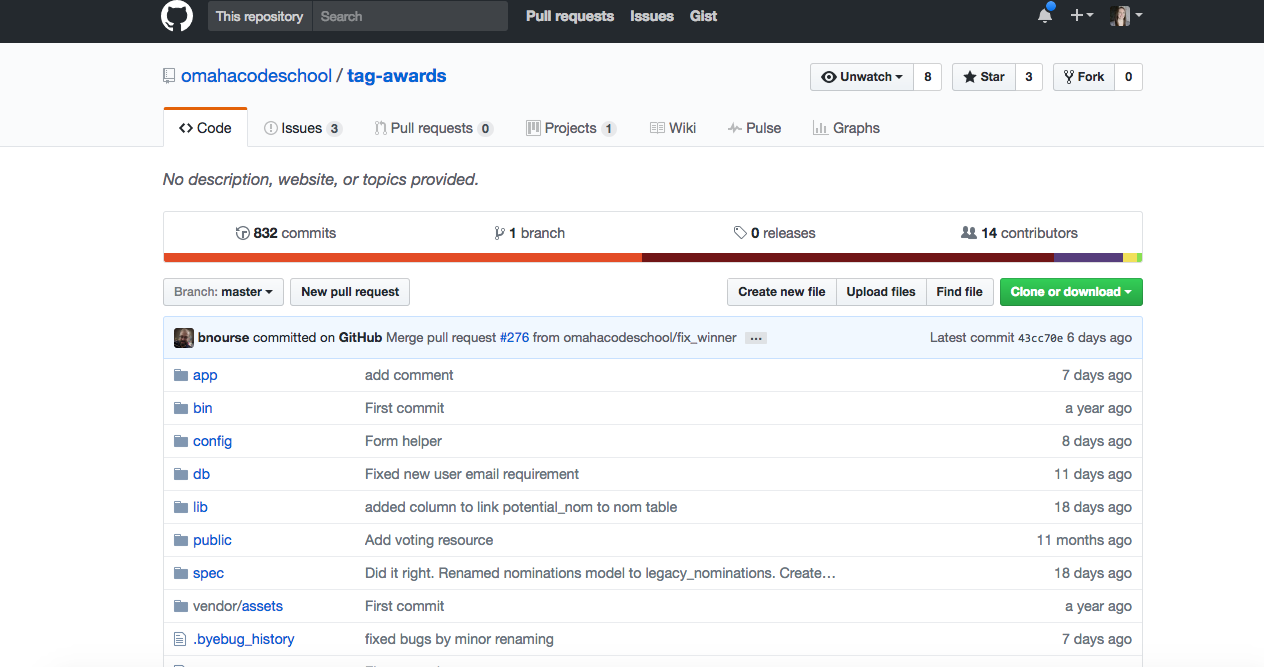 This repository Search Pull requests Issues Gist
omahacodeschool / tag-awards Unwatch 8 Star 3 Fork 0
Code Issues 3 Pull requests 0 Projects 1 Wiki Pulse Graphs
No description, website, or topics provided.
832 commits 1 branch 0 releases 14 contributors
Branch: master New pull request Create new file Upload files Find file Clone or download
bnourse committed on GitHub Merge pull request #276 from omahacodeschool/fix_winner … Latest commit 43cc70e 6 days ago
app add comment 7 days ago
bin First commit a year ago
config Form helper 8 days ago
db Fixed new user email requirement 11 days ago
lib added column to link potential_nom to nom table 18 days ago
public Add voting resource 11 months ago
spec Did it right. Renamed nominations model to legacy_nominations. Create… 18 days ago
vendor/assets First commit a year ago
.byebug_history fixed bugs by minor renaming 7 days ago